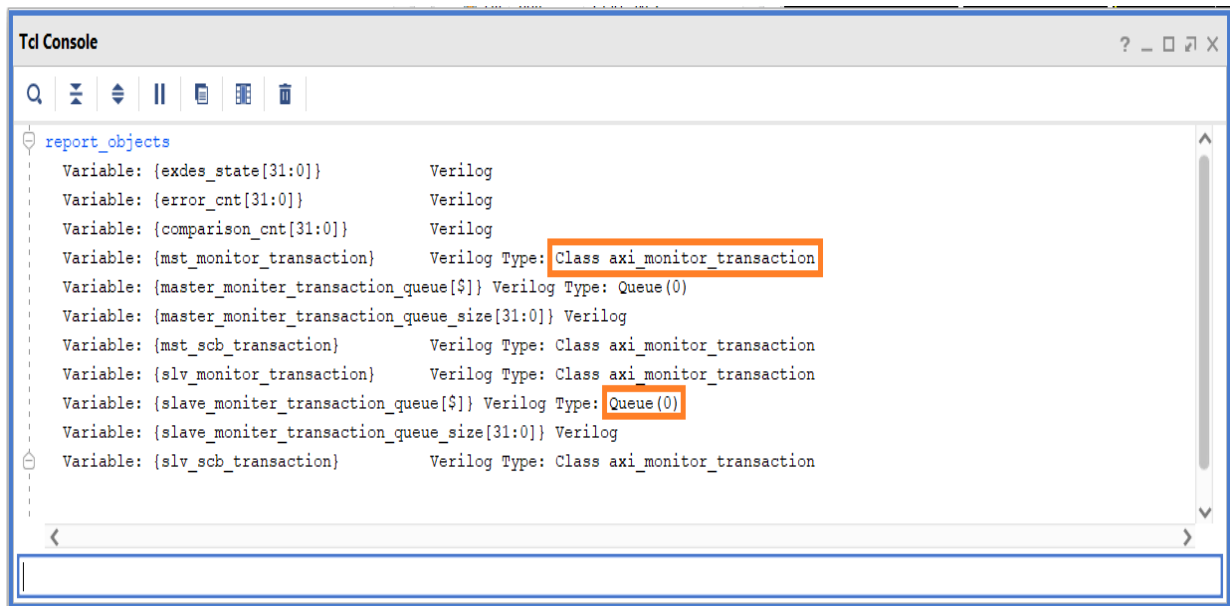 Tcl Console
report_objects
Variable: {exdes_state[31:0]} Verilog
Variable: {error_cnt[31:0]} Verilog
Variable: {comparison_cnt[31:0]} Verilog
Variable: {mst_monitor_transaction} Verilog Type: Class axi_monitor_transaction
Variable: {master_moniter_transaction_queue[$]} Verilog Type: Queue(0)
Variable: {master_moniter_transaction_queue_size[31:0]} Verilog
Variable: {mst_scb_transaction} Verilog Type: Class axi_monitor_transaction
Variable: {slv_monitor_transaction} Verilog Type: Class axi_monitor_transaction
Variable: {slave_moniter_transaction_queue[$]} Verilog Type: Queue(0)
Variable: {slave_moniter_transaction_queue_size[31:0]} Verilog
Variable: {slv_scb_transaction} Verilog Type: Class axi_monitor_transaction